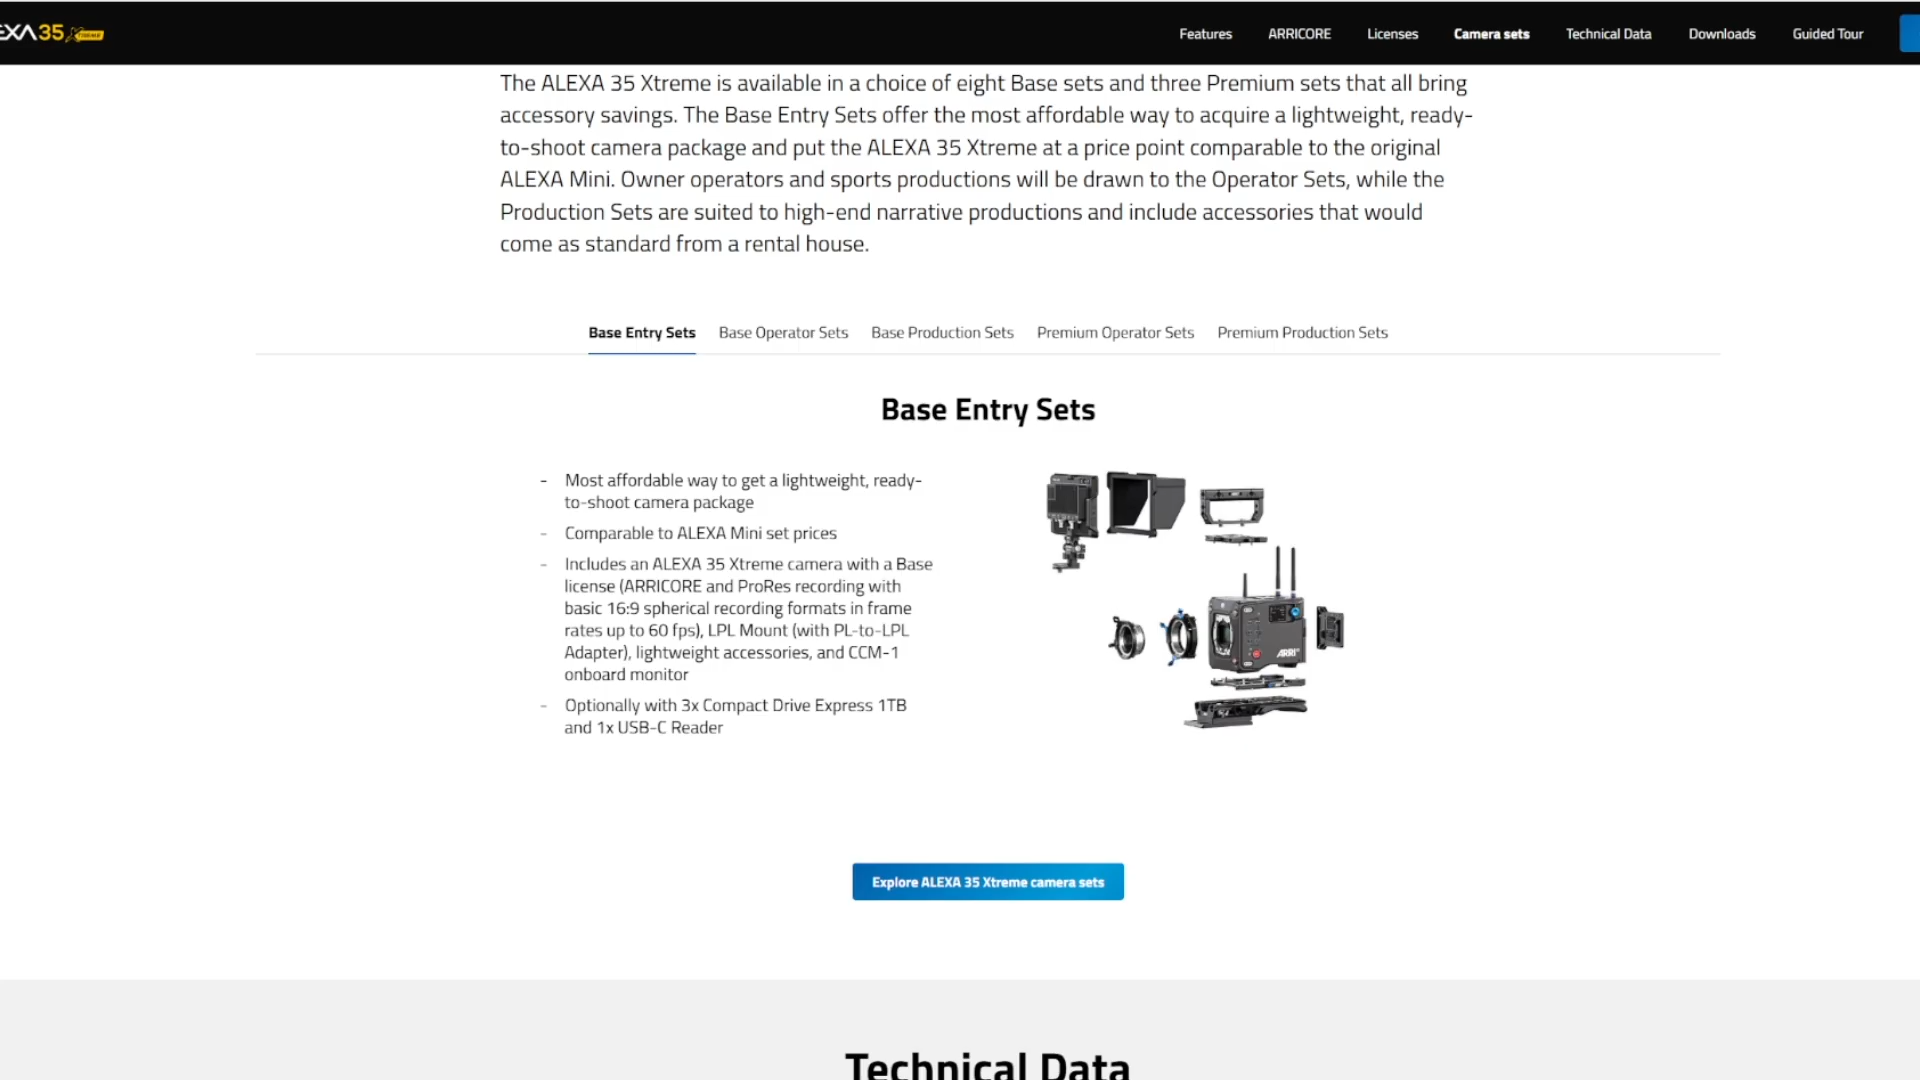 EXA35 XTREME
Features ARRICORE Licenses Camera sets Technical Data Downloads Guided Tour
The ALEXA 35 Xtreme is available in a choice of eight Base sets and three Premium sets that all bring
accessory savings. The Base Entry Sets offer the most affordable way to acquire a lightweight, ready-
to-shoot camera package and put the ALEXA 35 Xtreme at a price point comparable to the original
ALEXA Mini. Owner operators and sports productions will be drawn to the Operator Sets, while the
Production Sets are suited to high-end narrative productions and include accessories that would
come as standard from a rental house.
Base Entry Sets Base Operator Sets Base Production Sets Premium Operator Sets Premium Production Sets
Base Entry Sets
- Most affordable way to get a lightweight, ready-
to-shoot camera package
- Comparable to ALEXA Mini set prices
- Includes an ALEXA 35 Xtreme camera with a Base
license (ARRICORE and ProRes recording with
basic 16:9 spherical recording formats in frame
rates up to 60 fps), LPL Mount (with PL-to-LPL
Adapter), lightweight accessories, and CCM-1
onboard monitor
- Optionally with 3x Compact Drive Express 1TB
and 1x USB-C Reader
ARRI
Explore ALEXA 35 Xtreme camera sets
Technical Data